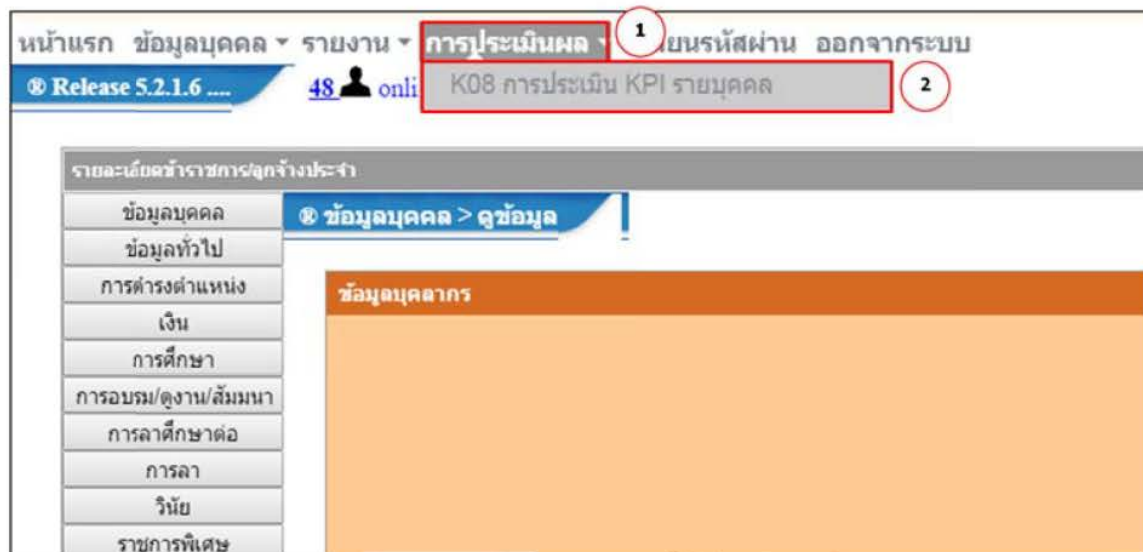 หน้าแรก ข้อมูลบุคคล รายงาน การประเมินผล 1 ยนรหัสผ่าน ออกจากระบบ
® Release 5.2.1.6 .... 48 onli K08 การประเมิน KPI รายบุคคล 2
รายละเอียดข้าราชการ/ลูกจ้างประจำ
ข้อมูลบุคคล ® ข้อมูลบุคคล > ดูข้อมูล
ข้อมูลทั่วไป
การดำรงตำแหน่ง ข้อมูลบุคลากร
เงิน
การศึกษา
การอบรม/ดูงาน/สัมมนา
การลาศึกษาต่อ
การลา
วินัย
ราชการพิเศษ